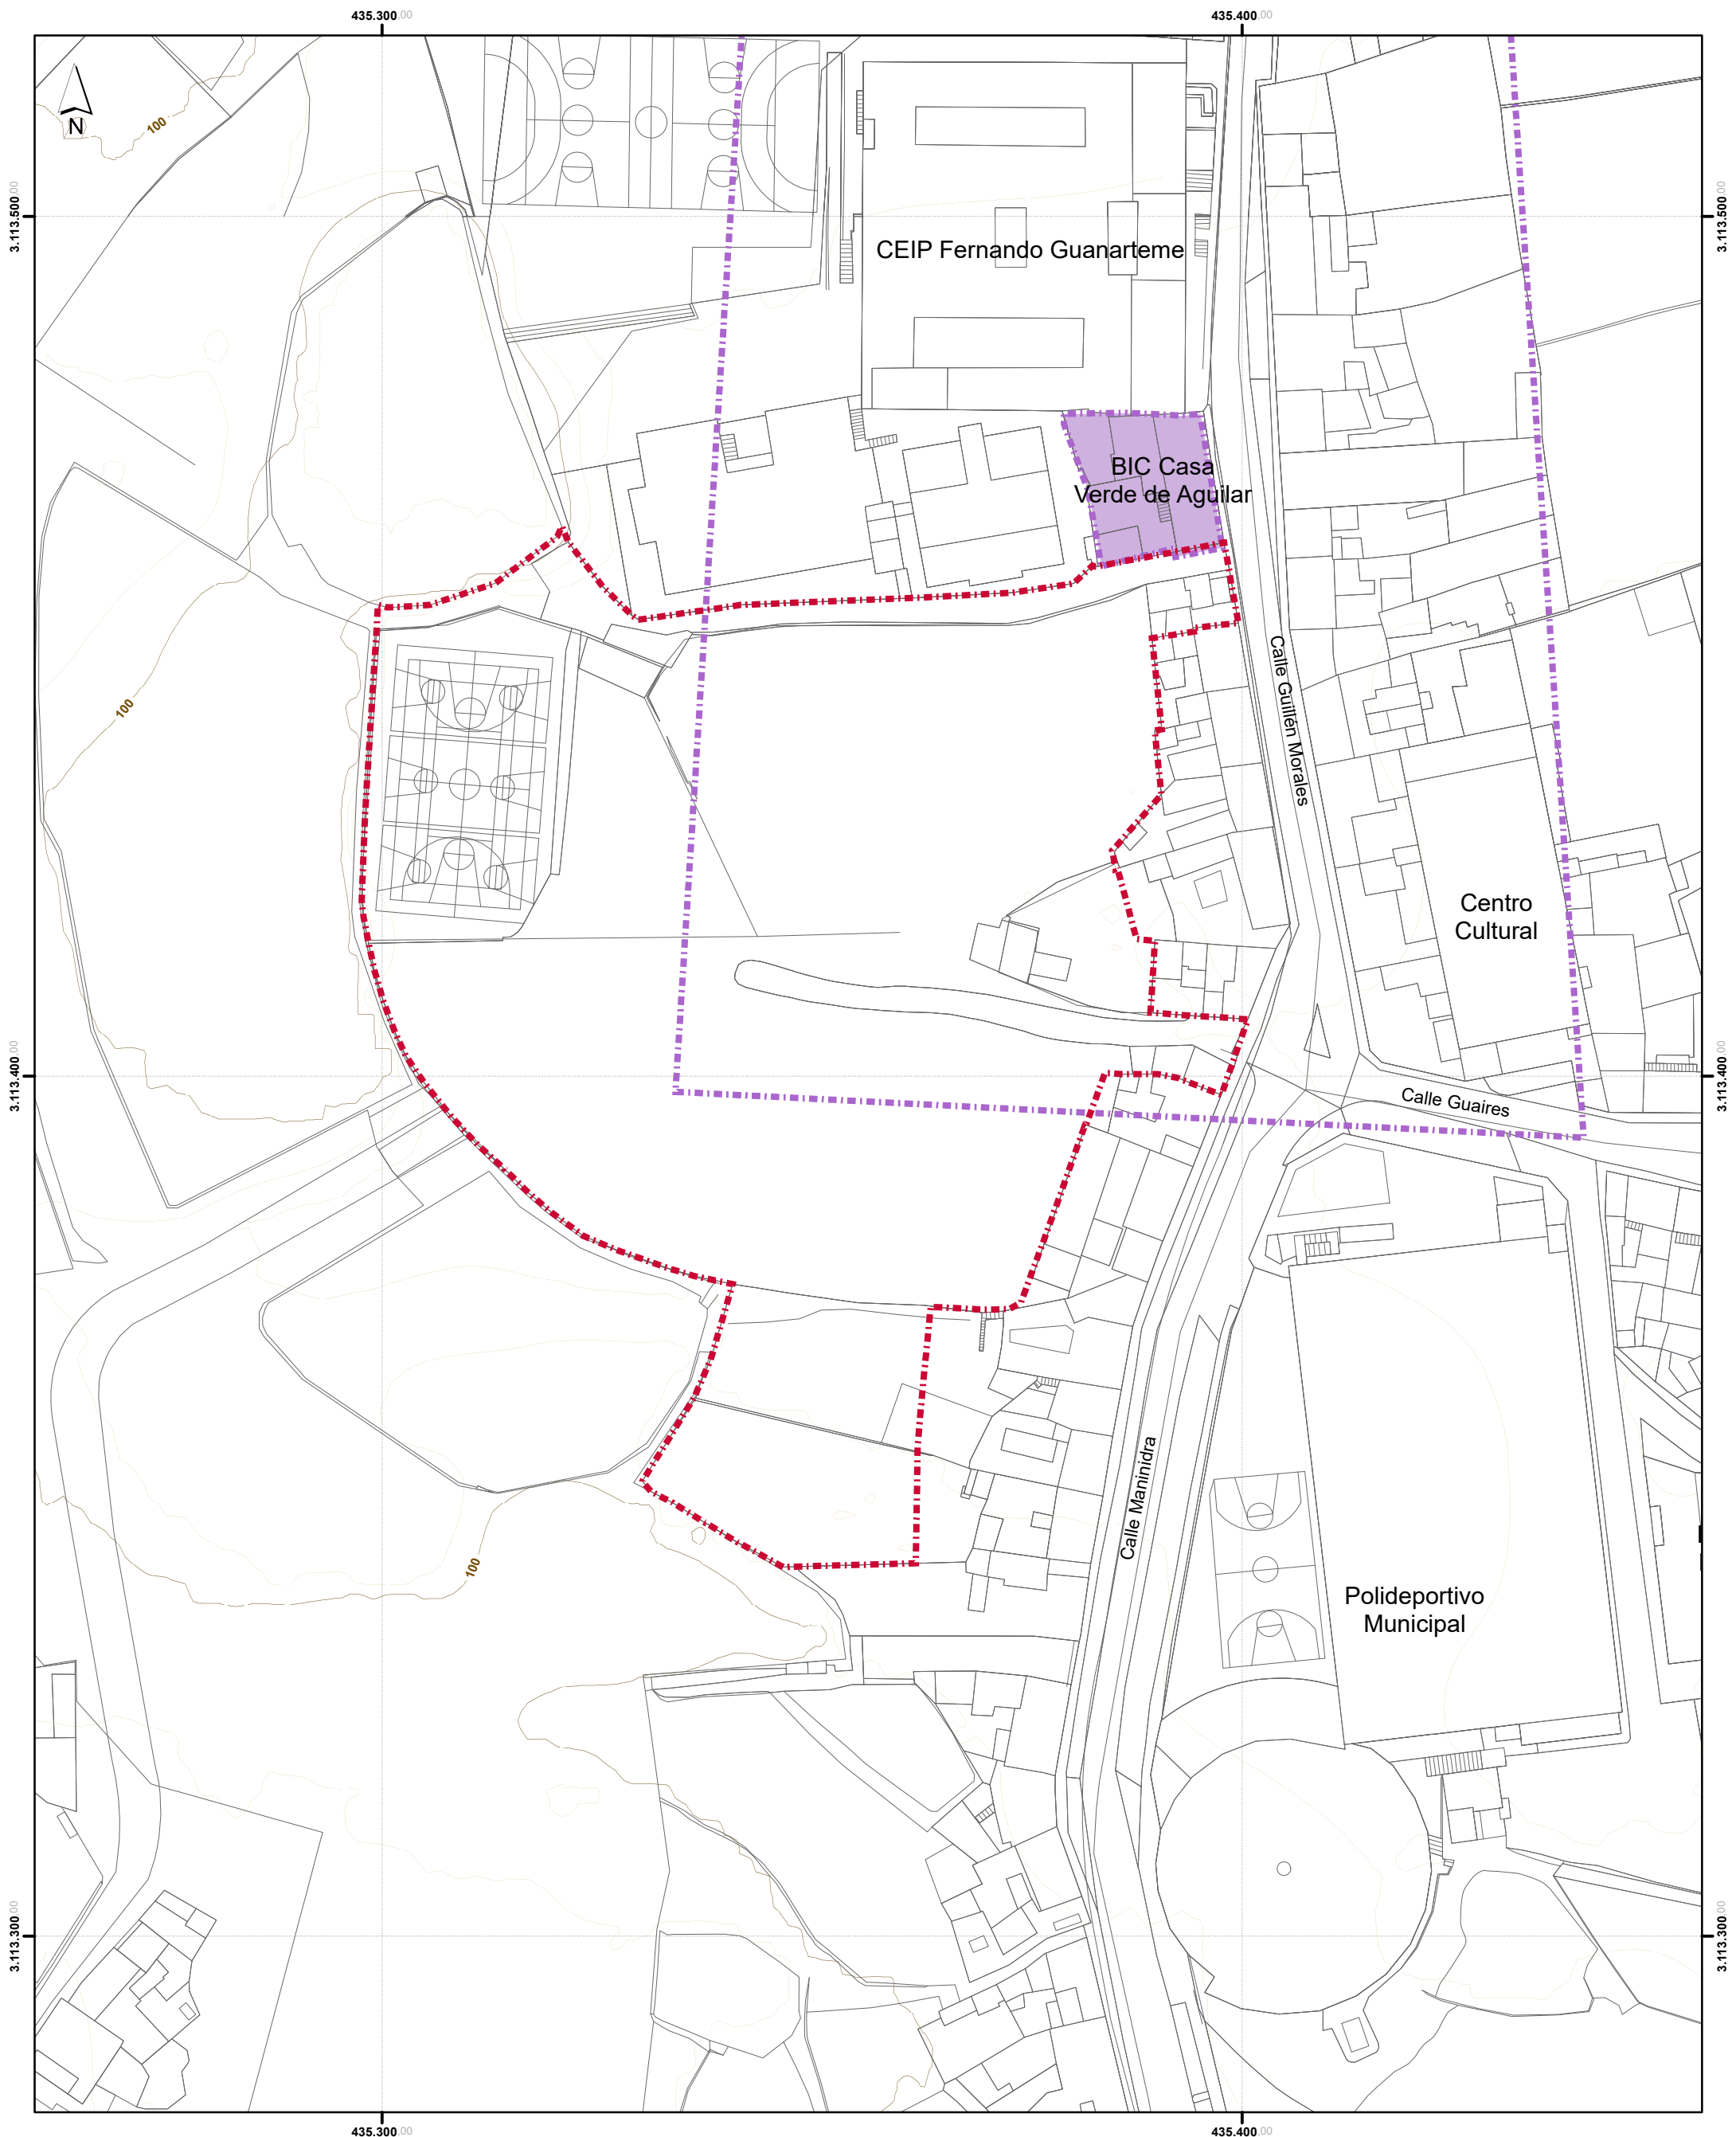 435.300.00
435.400.00
N
100
3.113.500.00
3.113.500.00
CEIP Fernando Guanarteme
BIC Casa
Verde de Aguilar
100
Calle Guillén Morales
Centro
Cultural
3.113.400.00
3.113.400.00
Calle Guaires
Calle Maninidra
100
Polideportivo
Municipal
3.113.300.00
3.113.300.00
435.300.00
435.400.00